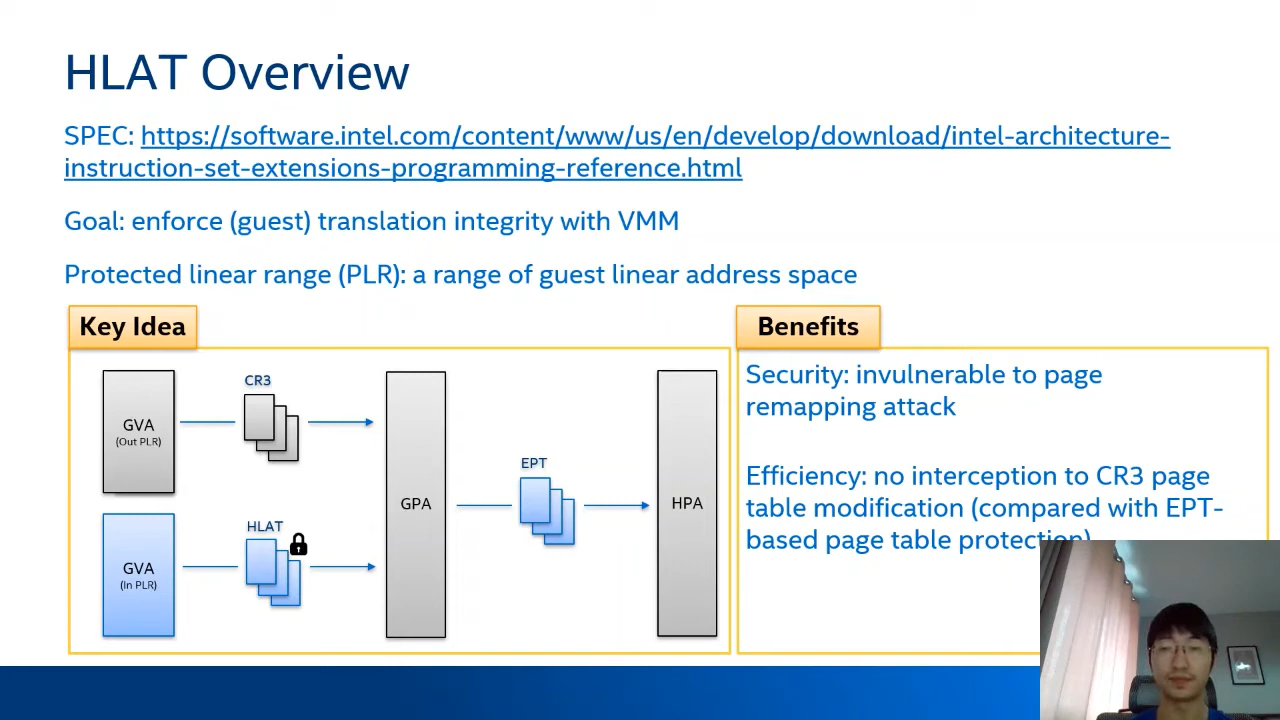 HLAT Overview
SPEC: https://software.intel.com/content/www/us/en/develop/download/intel-architecture-
instruction-set-extensions-programming-reference.html
Goal: enforce (guest) translation integrity with VMM
Protected linear range (PLR): a range of guest linear address space
Key Idea
CR3
GVA
(Out PLR)
HLAT
GVA
(In PLR)
GPA
EPT
HPA
Benefits
Security: invulnerable to page
remapping attack
Efficiency: no interception to CR3 page
table modification (compared with EPT-
based page table protection)